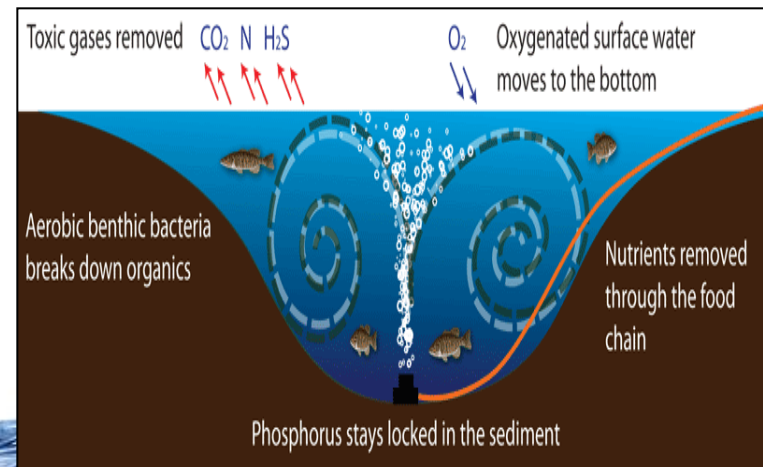 Toxic gases removed CO₂ N H₂S
O₂ Oxygenated surface water
moves to the bottom
Aerobic benthic bacteria
breaks down organics
Nutrients removed
through the food
chain
Phosphorus stays locked in the sediment